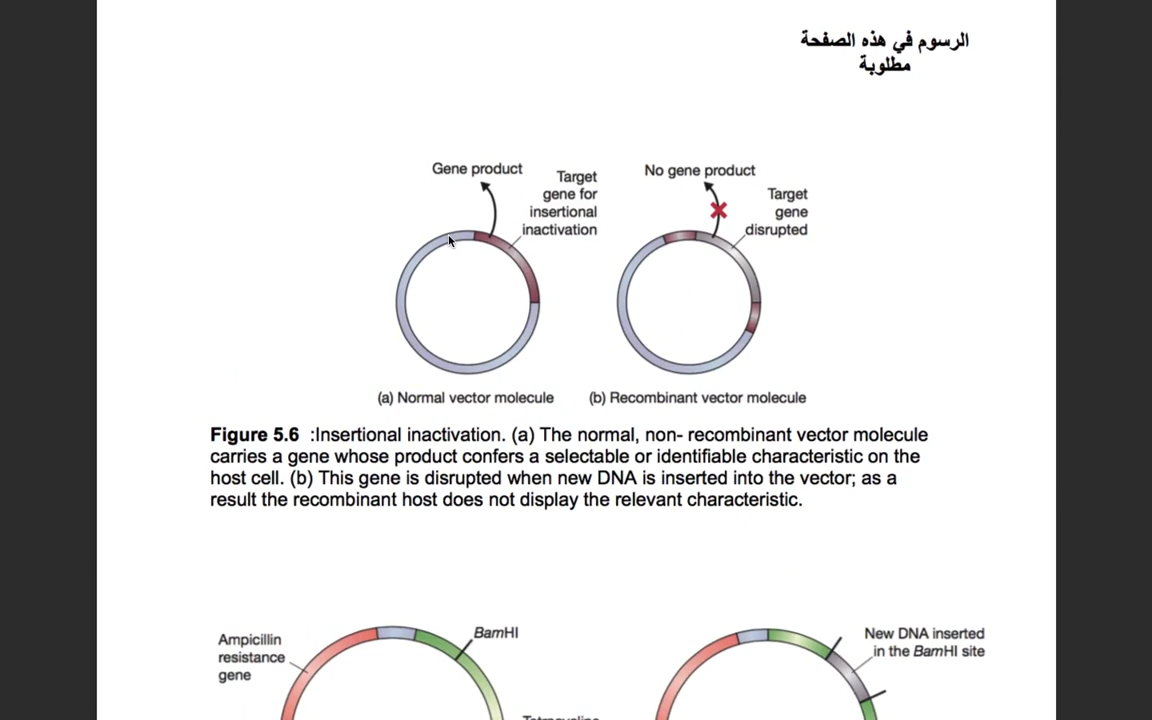 الرسوم في هذه الصفحة
مطلوبة
Gene product
Target
gene for
insertional
inactivation
No gene product
Target
gene
disrupted
(a) Normal vector molecule
(b) Recombinant vector molecule
Figure 5.6 :Insertional inactivation. (a) The normal, non- recombinant vector molecule
carries a gene whose product confers a selectable or identifiable characteristic on the
host cell. (b) This gene is disrupted when new DNA is inserted into the vector; as a
result the recombinant host does not display the relevant characteristic.
Ampicillin
resistance
gene
BamHI
New DNA inserted
in the BamHI site